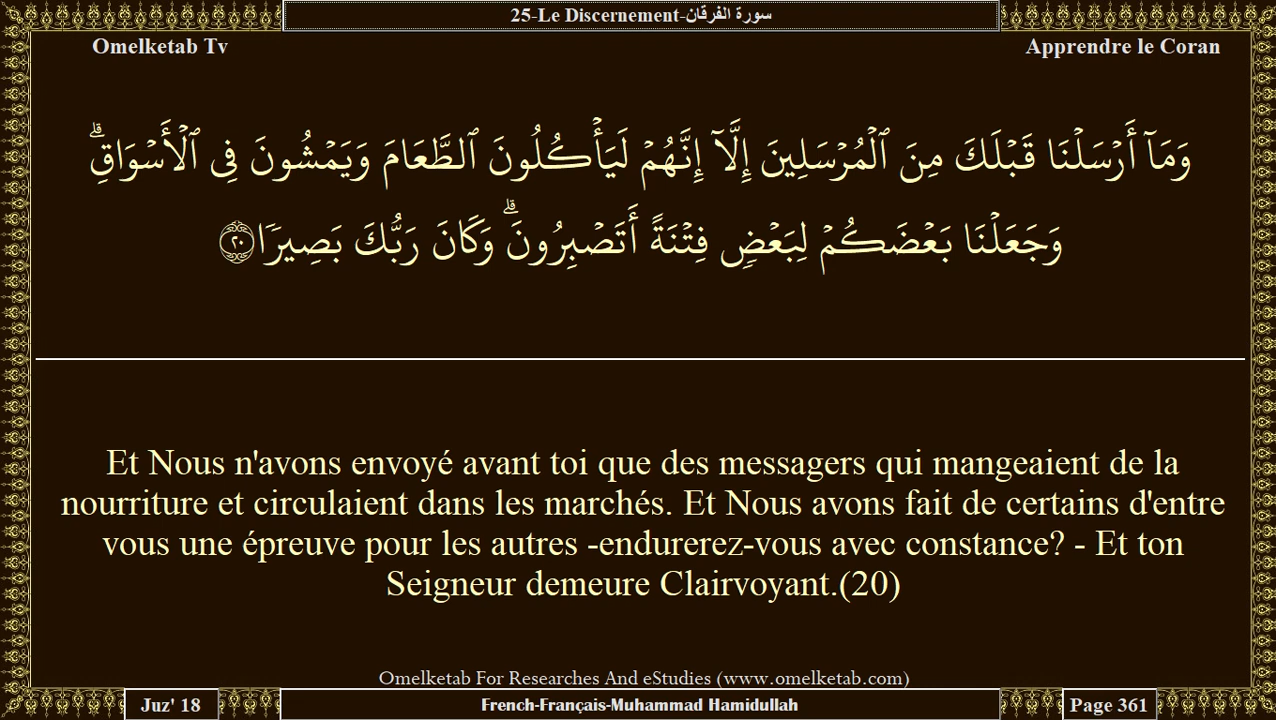 25-Le Discernement-سورة الفرقان
Omelketab Tv
Apprendre le Coran
وَمَآ أَرۡسَلۡنَا قَبۡلَكَ مِنَ ٱلۡمُرۡسَلِينَ إِلَّآ إِنَّهُمۡ لَيَأۡكُلُونَ ٱلطَّعَامَ وَيَمۡشُونَ فِي ٱلۡأَسۡوَاقِۗ
وَجَعَلۡنَا بَعۡضَكُمۡ لِبَعۡضٖ فِتۡنَةً أَتَصۡبِرُونَۗ وَكَانَ رَبُّكَ بَصِيرٗا ٢٠
Et Nous n'avons envoyé avant toi que des messagers qui mangeaient de la
nourriture et circulaient dans les marchés. Et Nous avons fait de certains d'entre
vous une épreuve pour les autres -endurerez-vous avec constance? - Et ton
Seigneur demeure Clairvoyant.(20)
Omelketab For Researches And eStudies (www.omelketab.com)
Juz' 18
French-Français-Muhammad Hamidullah
Page 361